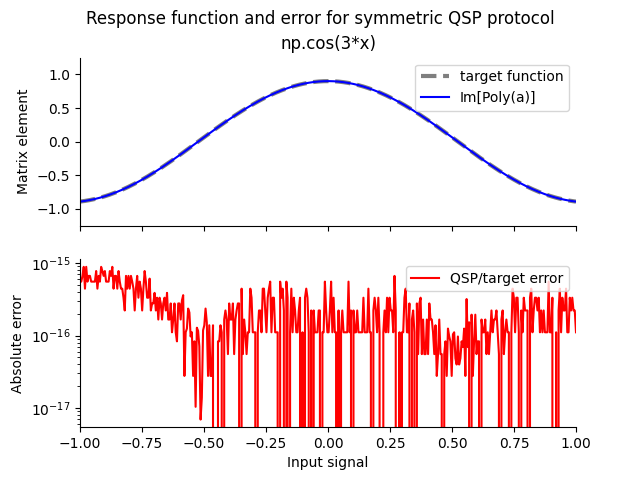 Response function and error for symmetric QSP protocol
np.cos(3*x)
target function
Im[Poly(a)]
1.0
0.5
0.0
−0.5
−1.0
Matrix element
QSP/target error
10⁻¹⁵
10⁻¹⁶
10⁻¹⁷
Absolute error
−1.00 −0.75 −0.50 −0.25 0.00 0.25 0.50 0.75 1.00
Input signal